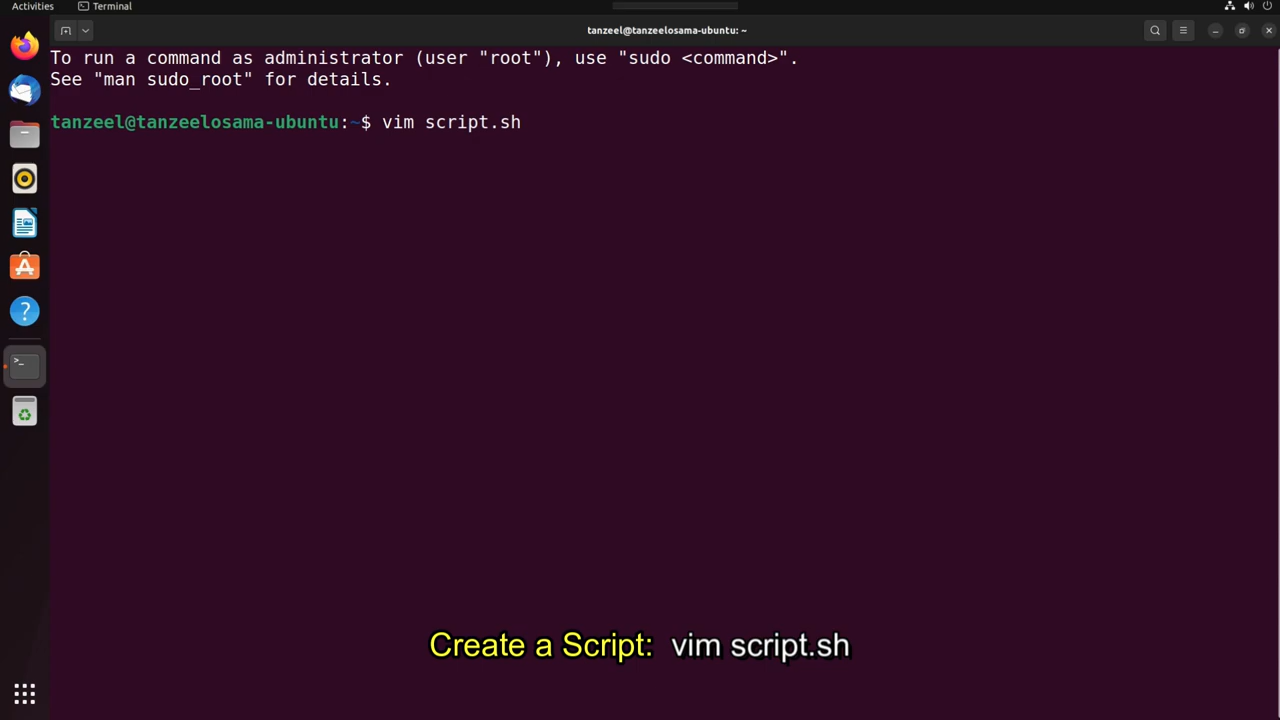 Activities Terminal
tanzeel@tanzeelosama-ubuntu: ~
To run a command as administrator (user "root"), use "sudo <command>".
See "man sudo_root" for details.
tanzeel@tanzeelosama-ubuntu:~$ vim script.sh
Create a Script: vim script.sh